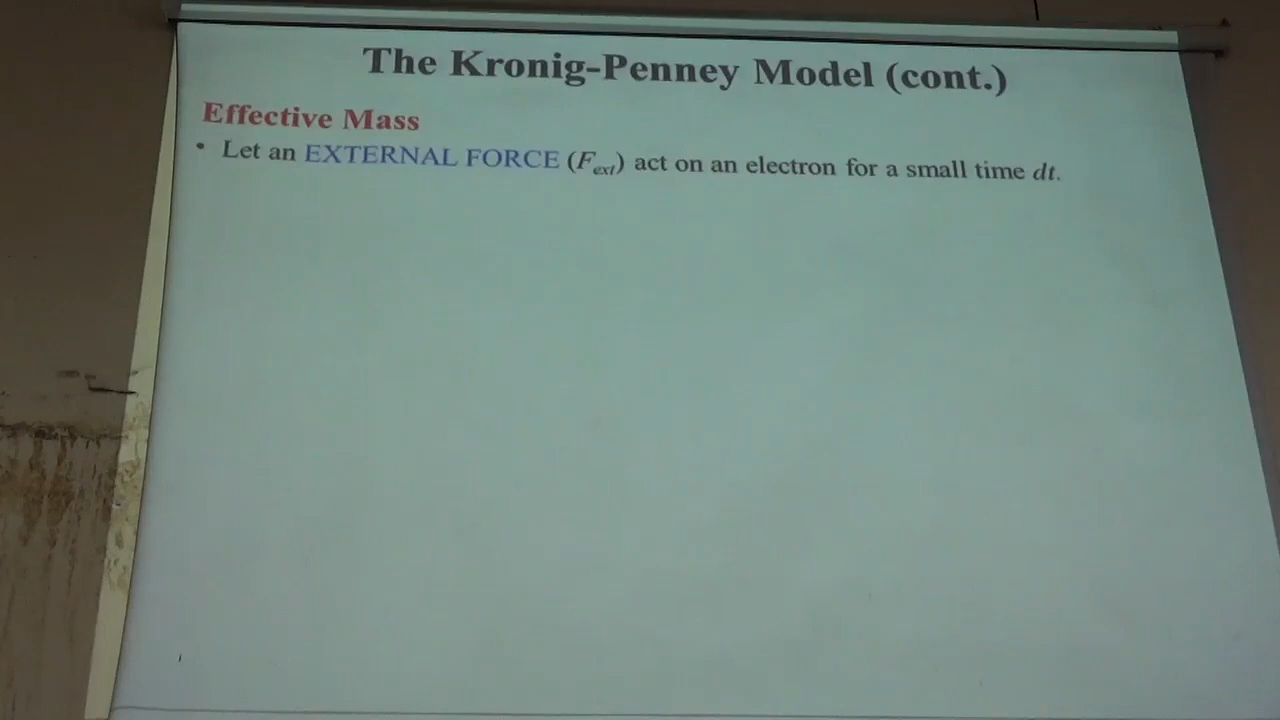 The Kronig-Penney Model (cont.)
Effective Mass
• Let an EXTERNAL FORCE (Fext) act on an electron for a small time dt.